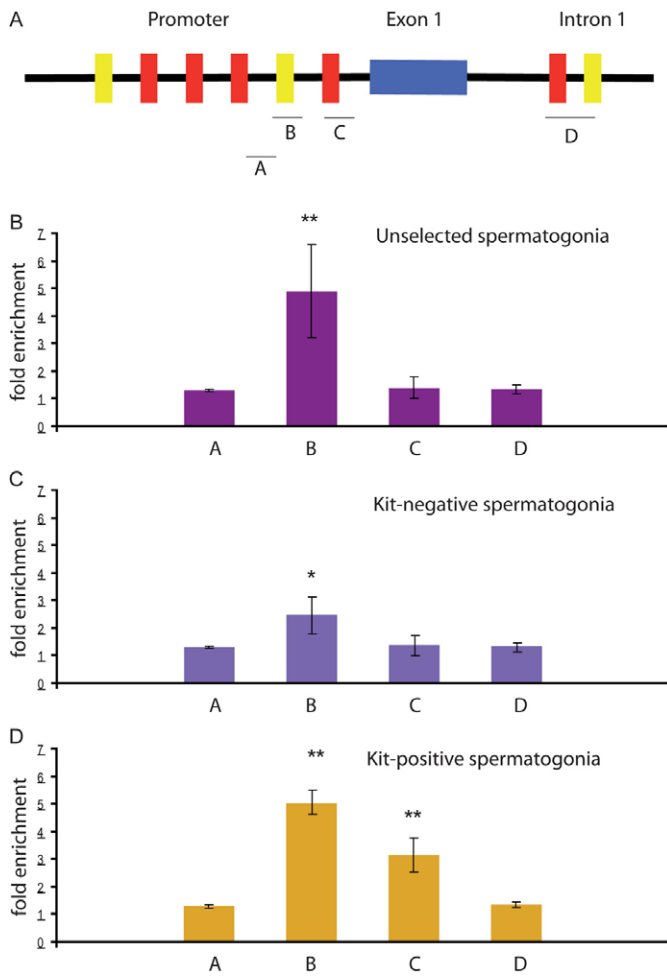 A
Promoter Exon 1 Intron 1
B C D
A
B
Unselected spermatogonia
**
fold enrichment
7
6
5
4
3
2
1
0
A B C D
C
Kit-negative spermatogonia
*
fold enrichment
7
6
5
4
3
2
1
0
A B C D
D
Kit-positive spermatogonia
**
**
fold enrichment
7
6
5
4
3
2
1
0
A B C D